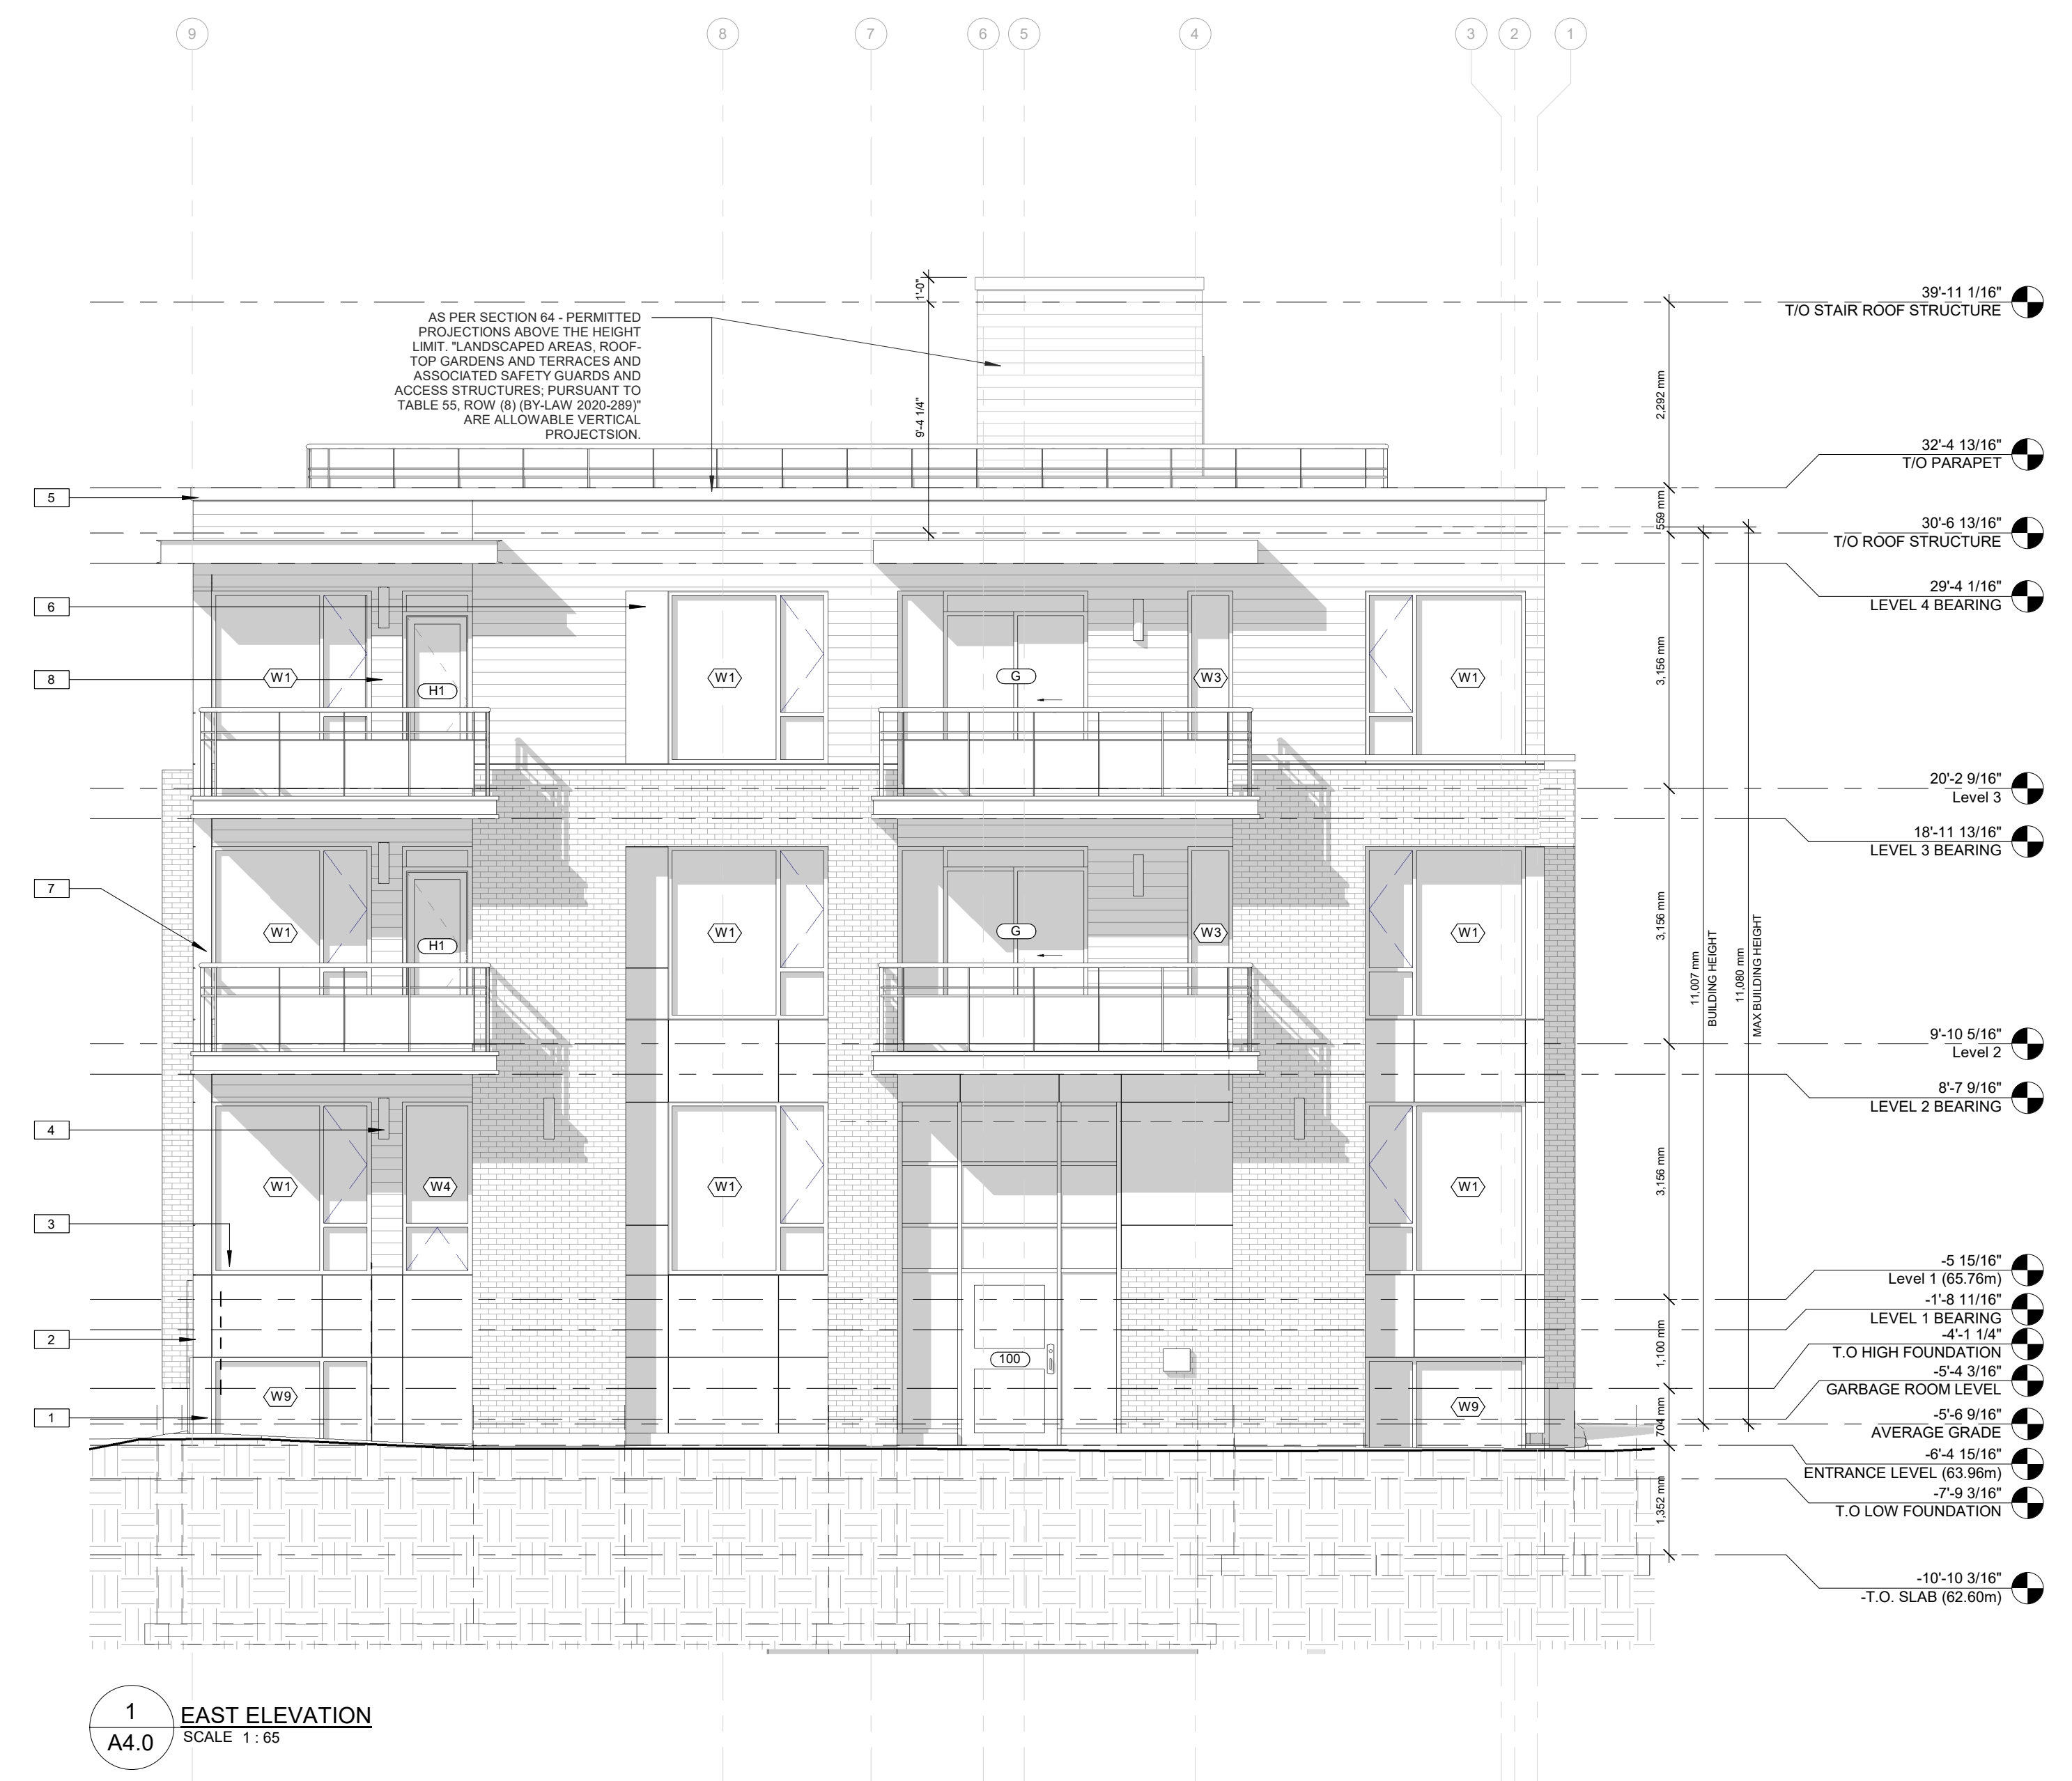 9 8 7 6 5 4 3 2 1
1'-0"
39'-11 1/16"
T/O STAIR ROOF STRUCTURE
AS PER SECTION 64 - PERMITTED
PROJECTIONS ABOVE THE HEIGHT
LIMIT. "LANDSCAPED AREAS, ROOF-
TOP GARDENS AND TERRACES AND
ASSOCIATED SAFETY GUARDS AND
ACCESS STRUCTURES; PURSUANT TO
TABLE 55, ROW (8) (BY-LAW 2020-289)"
ARE ALLOWABLE VERTICAL
PROJECTSION.
9'-4 1/4"
2,292 mm
32'-4 13/16"
T/O PARAPET
5
559 mm
30'-6 13/16"
T/O ROOF STRUCTURE
29'-4 1/16"
LEVEL 4 BEARING
6
8
W1
H1
W1
G
W3
W1
3,156 mm
20'-2 9/16"
Level 3
18'-11 13/16"
LEVEL 3 BEARING
7
W1
H1
W1
G
W3
W1
3,156 mm
11,007 mm
BUILDING HEIGHT
11,080 mm
MAX BUILDING HEIGHT
9'-10 5/16"
Level 2
8'-7 9/16"
LEVEL 2 BEARING
4
W1
W4
W1
W1
3,156 mm
3
-5 15/16"
Level 1 (65.76m)
-1'-8 11/16"
LEVEL 1 BEARING
2
100
1,100 mm
-4'-1 1/4"
T.O HIGH FOUNDATION
-5'-4 3/16"
GARBAGE ROOM LEVEL
1
W9
W9
704 mm
-5'-6 9/16"
AVERAGE GRADE
-6'-4 15/16"
ENTRANCE LEVEL (63.96m)
-7'-9 3/16"
T.O LOW FOUNDATION
1,352 mm
-10'-10 3/16"
-T.O. SLAB (62.60m)
1
A4.0
EAST ELEVATION
SCALE 1 : 65